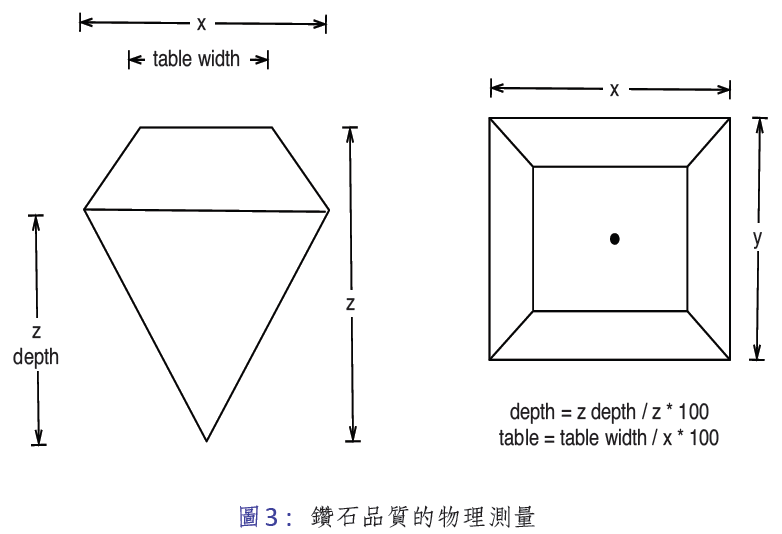 x
table width
z
depth
z
x
y
depth = z depth / z * 100
table = table width / x * 100
圖 3： 鑽石品質的物理測量